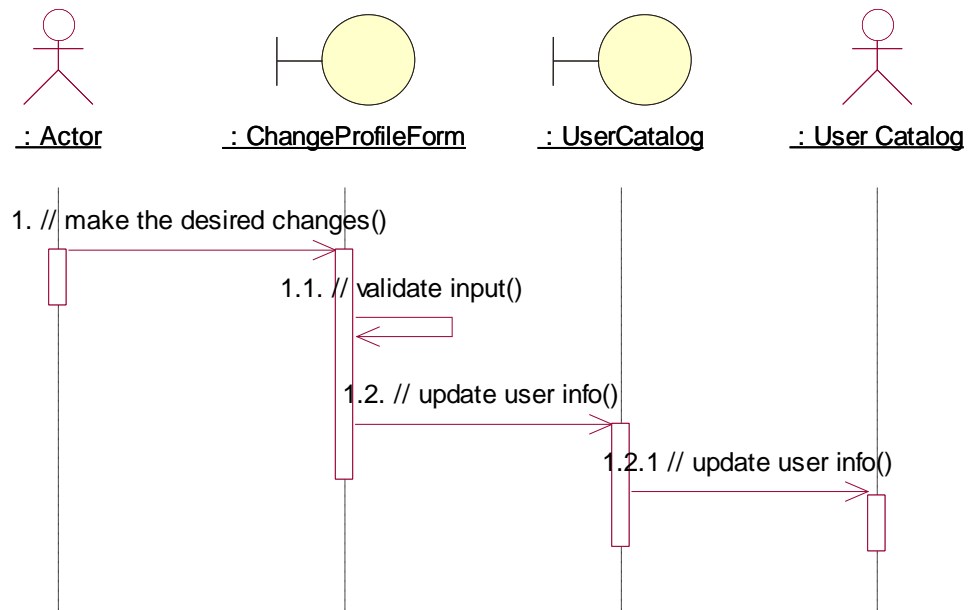 : Actor
: ChangeProfileForm
: UserCatalog
: User Catalog
1. // make the desired changes()
1.1. // validate input()
1.2. // update user info()
1.2.1 // update user info()